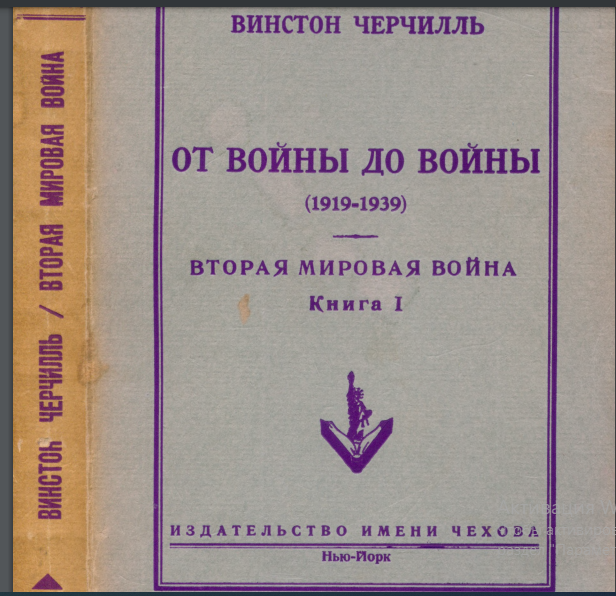 ВИНСТОН ЧЕРЧИЛЛЬ / ВТОРАЯ МИРОВАЯ ВОЙНА
ВИНСТОН ЧЕРЧИЛЛЬ
ОТ ВОЙНЫ ДО ВОЙНЫ
(1919-1939)
ВТОРАЯ МИРОВАЯ ВОЙНА
Книга I
ИЗДАТЕЛЬСТВО ИМЕНИ ЧЕХОВА
Нью-Йорк